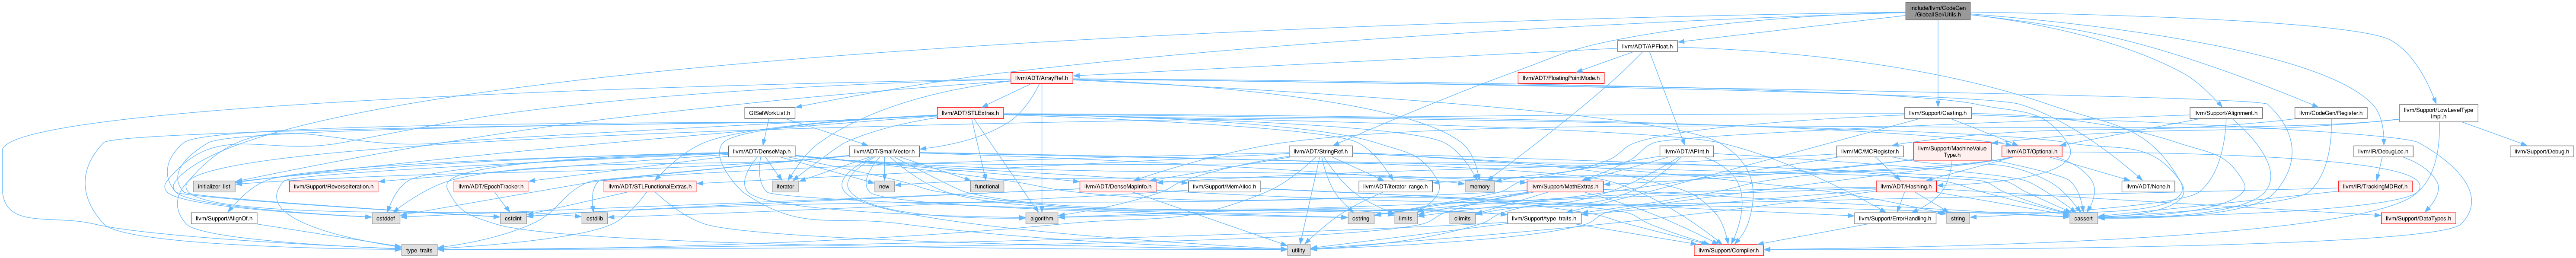 include/llvm/CodeGen
/GlobalISel/Utils.h
llvm/ADT/APFloat.h
llvm/ADT/ArrayRef.h
llvm/ADT/FloatingPointMode.h
GISelWorkList.h
llvm/ADT/STLExtras.h
llvm/Support/Casting.h
llvm/Support/Alignment.h
llvm/CodeGen/Register.h
llvm/Support/LowLevelType
Impl.h
llvm/ADT/DenseMap.h
llvm/ADT/SmallVector.h
llvm/ADT/StringRef.h
llvm/ADT/APInt.h
llvm/MC/MCRegister.h
llvm/Support/MachineValue
Type.h
llvm/ADT/Optional.h
llvm/IR/DebugLoc.h
llvm/Support/Debug.h
initializer_list
llvm/Support/ReverseIteration.h
llvm/ADT/EpochTracker.h
llvm/ADT/STLFunctionalExtras.h
iterator
new
functional
llvm/ADT/DenseMapInfo.h
llvm/Support/MemAlloc.h
llvm/ADT/iterator_range.h
memory
llvm/Support/MathExtras.h
llvm/ADT/Hashing.h
llvm/ADT/None.h
llvm/IR/TrackingMDRef.h
llvm/Support/AlignOf.h
cstddef
cstdint
cstdlib
algorithm
cstring
limits
climits
llvm/Support/type_traits.h
llvm/Support/ErrorHandling.h
string
cassert
llvm/Support/DataTypes.h
type_traits
utility
llvm/Support/Compiler.h